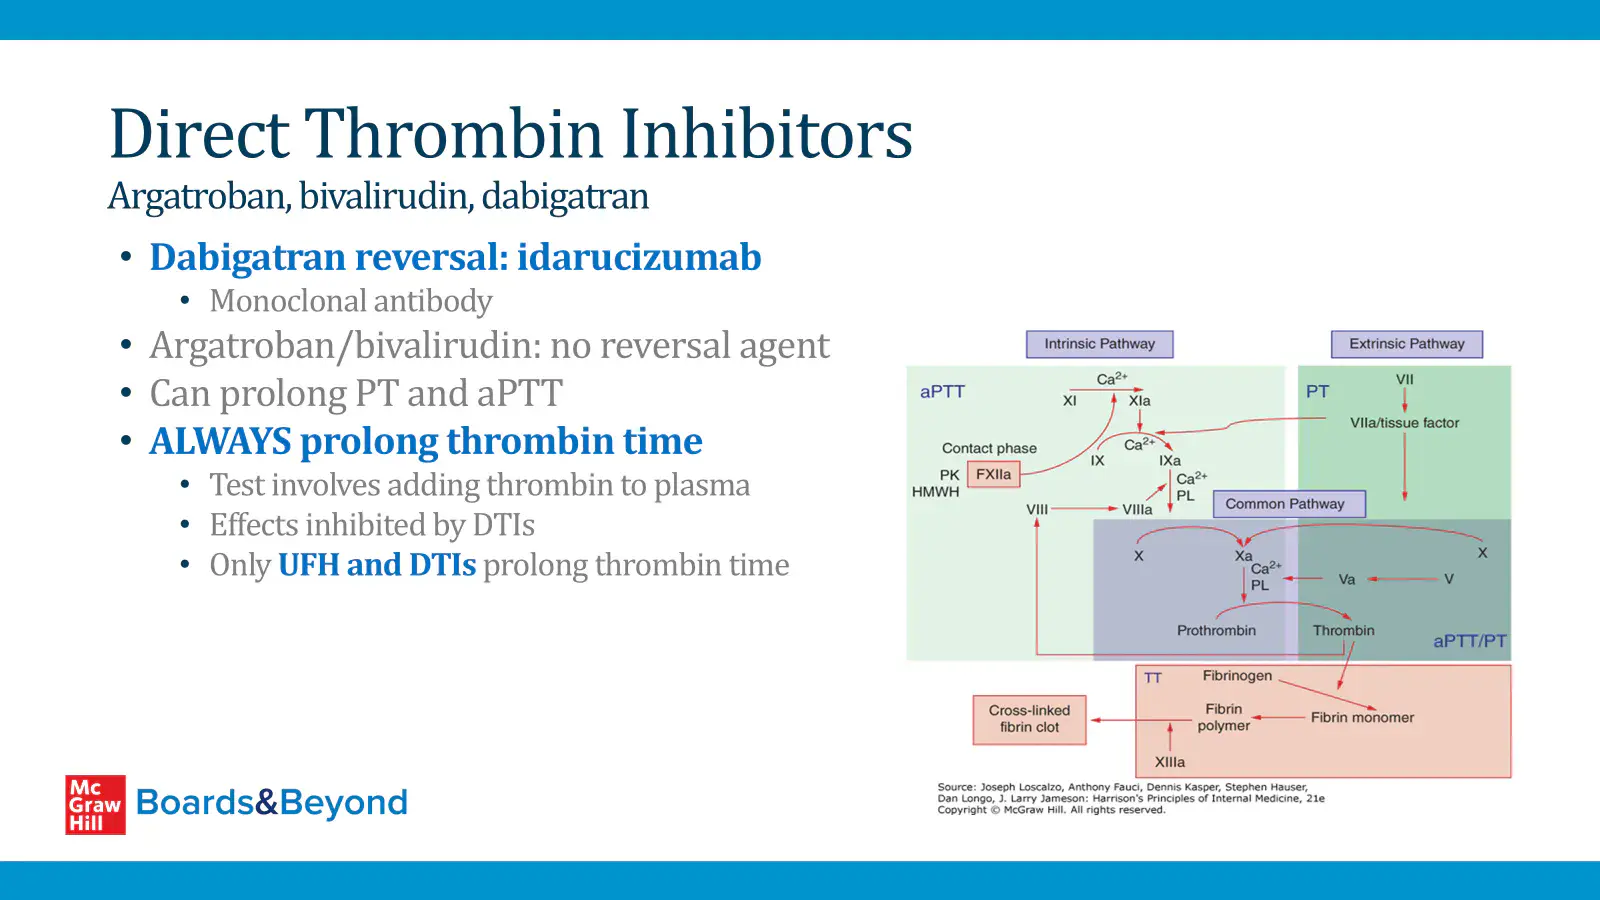 Direct Thrombin Inhibitors
Argatroban, bivalirudin, dabigatran
• Dabigatran reversal: idarucizumab
• Monoclonal antibody
• Argatroban/bivalirudin: no reversal agent
• Can prolong PT and aPTT
• ALWAYS prolong thrombin time
• Test involves adding thrombin to plasma
• Effects inhibited by DTIs
• Only UFH and DTIs prolong thrombin time
Intrinsic Pathway
Extrinsic Pathway
aPTT
Ca2+
XI
XIa
PT
VII
VIIa/tissue factor
Contact phase
PK
HMWH
FXIIa
Ca2+
IX
IXa
Ca2+
PL
VIII
VIIIa
Common Pathway
X
Xa
X
Ca2+
PL
Va
V
Prothrombin
Thrombin
aPTT/PT
TT
Fibrinogen
Cross-linked
fibrin clot
Fibrin
polymer
Fibrin monomer
XIIIa
Source: Joseph Loscalzo, Anthony Fauci, Dennis Kasper, Stephen Hauser,
Dan Longo, J. Larry Jameson: Harrison's Principles of Internal Medicine, 21e
Copyright © McGraw Hill. All rights reserved.
Mc
Graw
Hill
Boards&Beyond